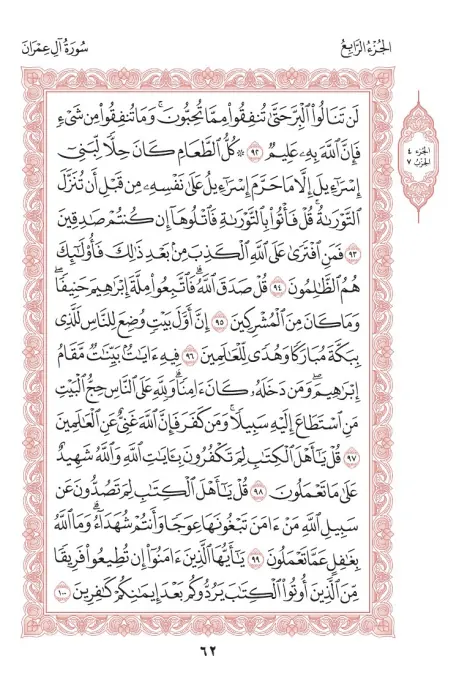 الجُزْءُ الرَّابِعُ
سُورَةُ آلِ عِمْرَانَ
لَن تَنَالُوا۟ ٱلْبِرَّ حَتَّىٰ تُنفِقُوا۟ مِمَّا تُحِبُّونَۚ وَمَا تُنفِقُوا۟ مِن شَىْءٍ
فَإِنَّ ٱللَّهَ بِهِۦ عَلِيمٌ ٩٢ ۞ كُلُّ ٱلطَّعَامِ كَانَ حِلًّا لِّبَنِىٓ
إِسْرَٰٓءِيلَ إِلَّا مَا حَرَّمَ إِسْرَٰٓءِيلُ عَلَىٰ نَفْسِهِۦ مِن قَبْلِ أَن تُنَزَّلَ
ٱلتَّوْرَىٰةُۗ قُلْ فَأْتُوا۟ بِٱلتَّوْرَىٰةِ فَٱتْلُوهَآ إِن كُنتُمْ صَٰدِقِينَ
٩٣ فَمَنِ ٱفْتَرَىٰ عَلَى ٱللَّهِ ٱلْكَذِبَ مِنۢ بَعْدِ ذَٰلِكَ فَأُو۟لَٰٓئِكَ
هُمُ ٱلظَّٰلِمُونَ ٩٤ قُلْ صَدَقَ ٱللَّهُۗ فَٱتَّبِعُوا۟ مِلَّةَ إِبْرَٰهِيمَ حَنِيفًاۖ
وَمَا كَانَ مِنَ ٱلْمُشْرِكِينَ ٩٥ إِنَّ أَوَّلَ بَيْتٍ وُضِعَ لِلنَّاسِ لَلَّذِى
بِبَكَّةَ مُبَارَكًا وَهُدًى لِّلْعَٰلَمِينَ ٩٦ فِيهِ ءَايَٰتٌۢ بَيِّنَٰتٌ مَّقَامُ
إِبْرَٰهِيمَۖ وَمَن دَخَلَهُۥ كَانَ ءَامِنًاۗ وَلِلَّهِ عَلَى ٱلنَّاسِ حِجُّ ٱلْبَيْتِ
مَنِ ٱسْتَطَاعَ إِلَيْهِ سَبِيلًاۚ وَمَن كَفَرَ فَإِنَّ ٱللَّهَ غَنِىٌّ عَنِ ٱلْعَٰلَمِينَ
٩٧ قُلْ يَٰٓأَهْلَ ٱلْكِتَٰبِ لِمَ تَكْفُرُونَ بِـَٔايَٰتِ ٱللَّهِ وَٱللَّهُ شَهِيدٌ
عَلَىٰ مَا تَعْمَلُونَ ٩٨ قُلْ يَٰٓأَهْلَ ٱلْكِتَٰبِ لِمَ تَصُدُّونَ عَن
سَبِيلِ ٱللَّهِ مَنْ ءَامَنَ تَبْغُونَهَا عِوَجًا وَأَنتُمْ شُهَدَآءُۗ وَمَا ٱللَّهُ
بِغَٰفِلٍ عَمَّا تَعْمَلُونَ ٩٩ يَٰٓأَيُّهَا ٱلَّذِينَ ءَامَنُوٓا۟ إِن تُطِيعُوا۟ فَرِيقًا
مِّنَ ٱلَّذِينَ أُوتُوا۟ ٱلْكِتَٰبَ يَرُدُّوكُم بَعْدَ إِيمَٰنِكُمْ كَٰفِرِينَ ١٠٠
الجزء ٤
الحزب ٧
٦٢